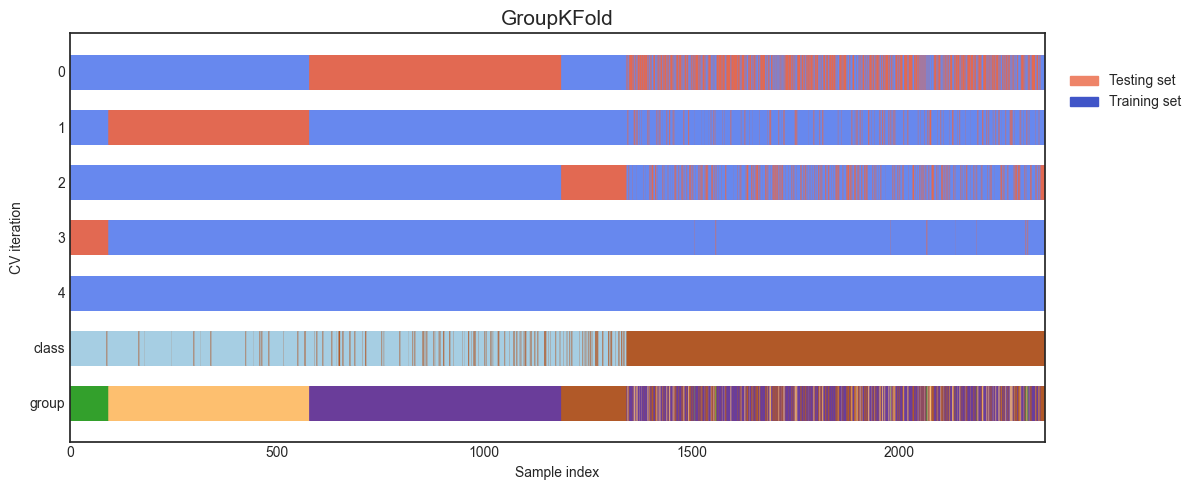 GroupKFold
0
1
2
3
4
class
group
CV iteration
0 500 1000 1500 2000
Sample index
Testing set
Training set